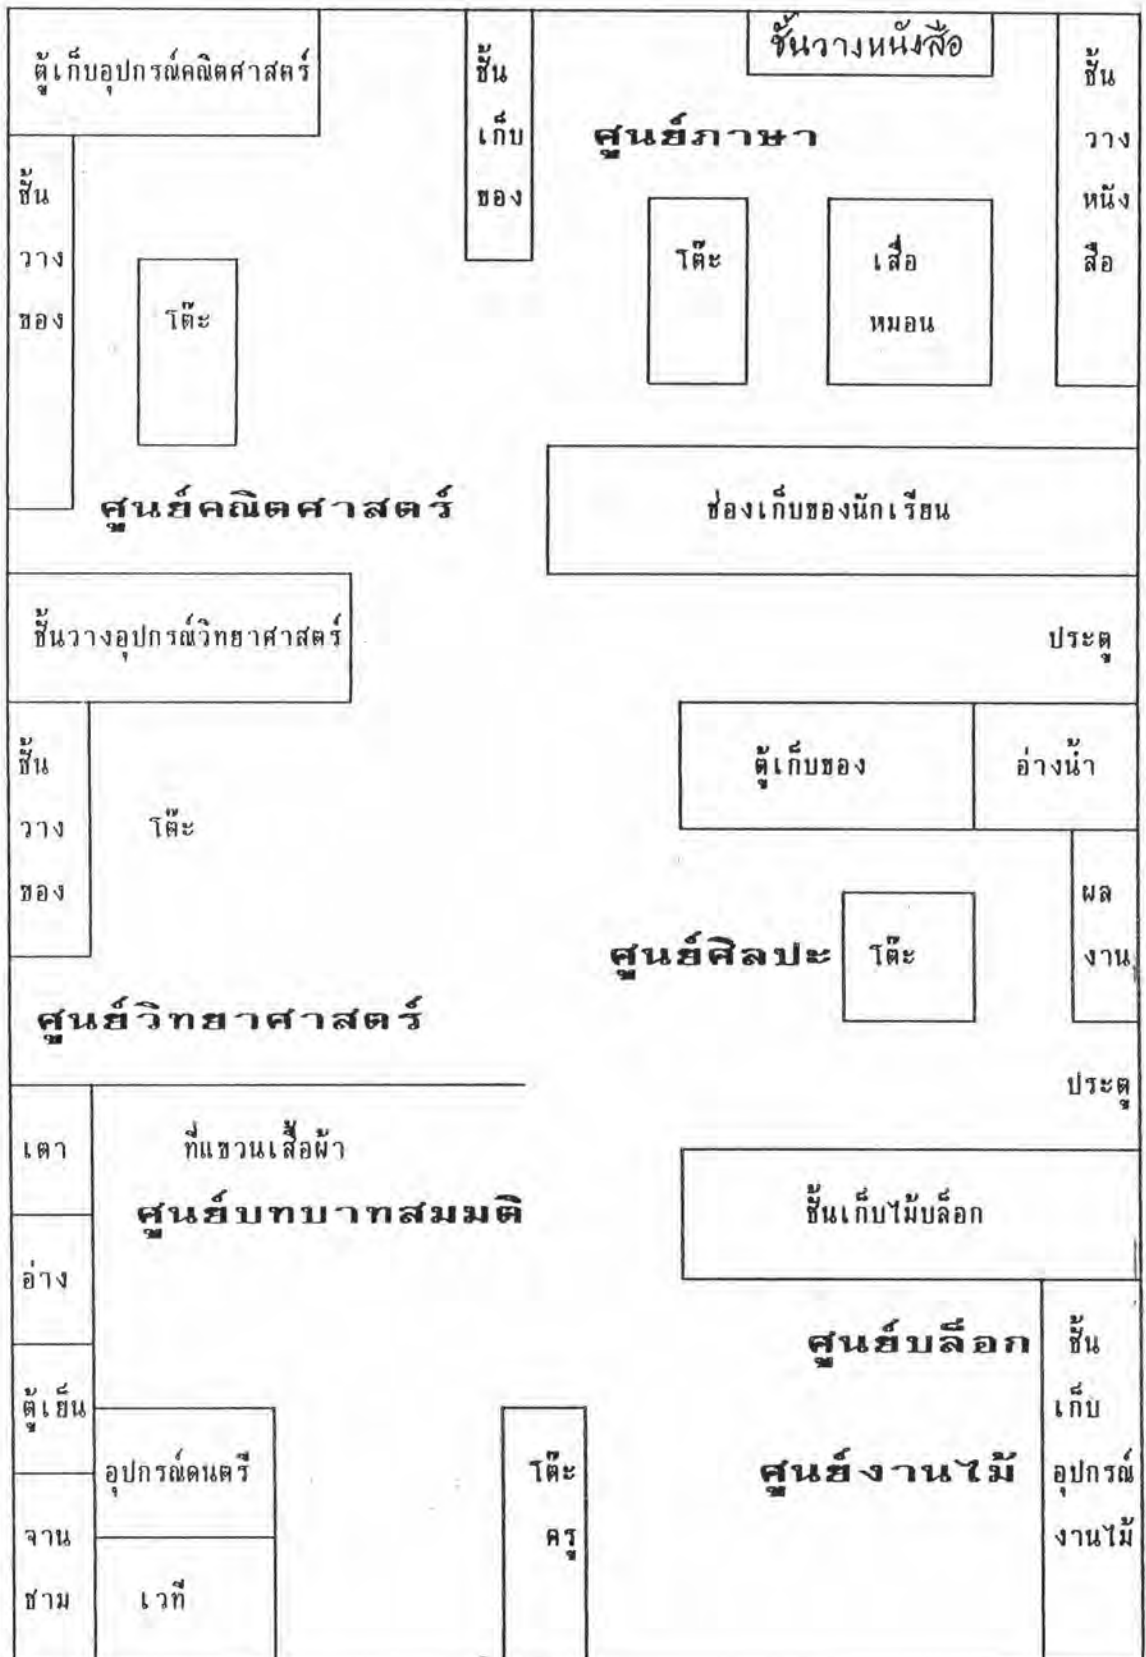 ตู้เก็บอุปกรณ์คณิตศาสตร์
ชั้น
เก็บ
ของ
ชั้นวางหนังสือ
ชั้น
วาง
หนัง
สือ
ศูนย์ภาษา
ชั้น
วาง
ของ
โต๊ะ
โต๊ะ
เสื่อ
หมอน
ศูนย์คณิตศาสตร์
ช่องเก็บของนักเรียน
ชั้นวางอุปกรณ์วิทยาศาสตร์
ประตู
ชั้น
วาง
ของ
โต๊ะ
ตู้เก็บของ
อ่างน้ำ
ผล
งาน
ศูนย์ศิลปะ
โต๊ะ
ศูนย์วิทยาศาสตร์
ประตู
เตา
ที่แขวนเสื้อผ้า
ศูนย์บทบาทสมมติ
ชั้นเก็บไม้บล็อก
อ่าง
ศูนย์บล็อก
ชั้น
เก็บ
อุปกรณ์
งานไม้
ตู้เย็น
อุปกรณ์ดนตรี
โต๊ะ
ครู
ศูนย์งานไม้
จาน
ชาม
เวที